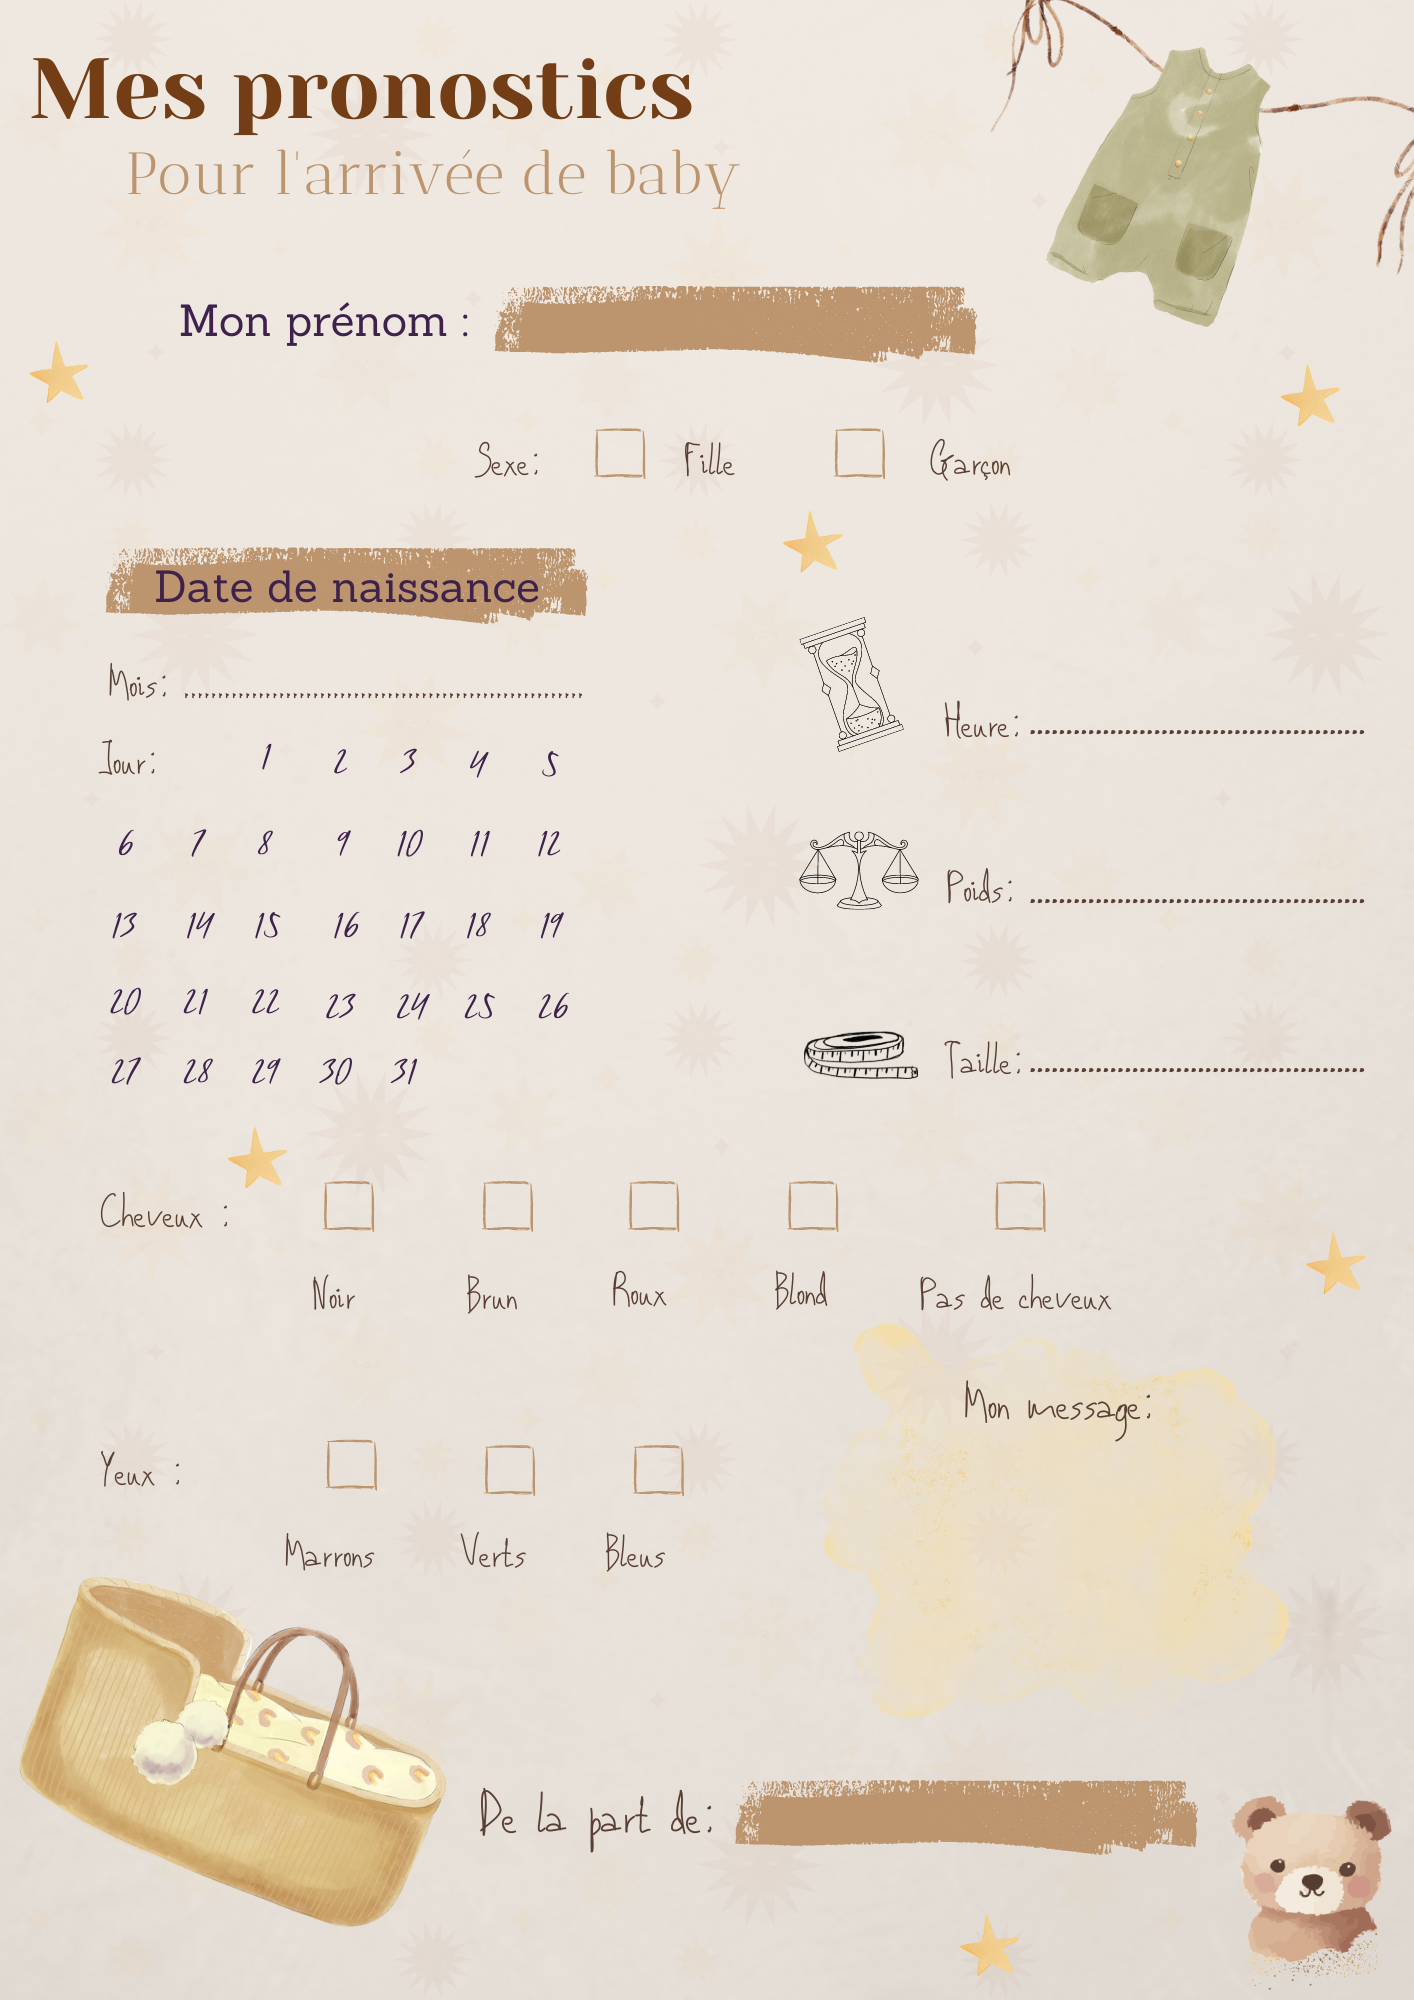 Mes pronostics
Pour l'arrivée de baby
Mon prénom :
Sexe: Fille Garçon
Date de naissance
Mois:
Jour: 1 2 3 4 5
6 7 8 9 10 11 12
13 14 15 16 17 18 19
20 21 22 23 24 25 26
27 28 29 30 31
Heure:
Poids:
Taille:
Cheveux :
Noir Brun Roux Blond Pas de cheveux
Yeux :
Marrons Verts Bleus
Mon message:
De la part de: